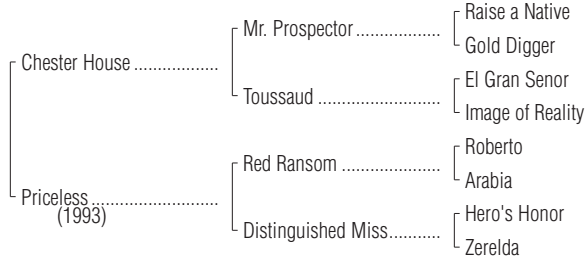 Raise a Native
Mr. Prospector ..................
Gold Digger
Chester House ..................
El Gran Senor
Toussaud ..........................
Image of Reality
Roberto
Red Ransom .....................
Arabia
Priceless...........................
(1993)
Hero's Honor
Distinguished Miss...........
Zerelda